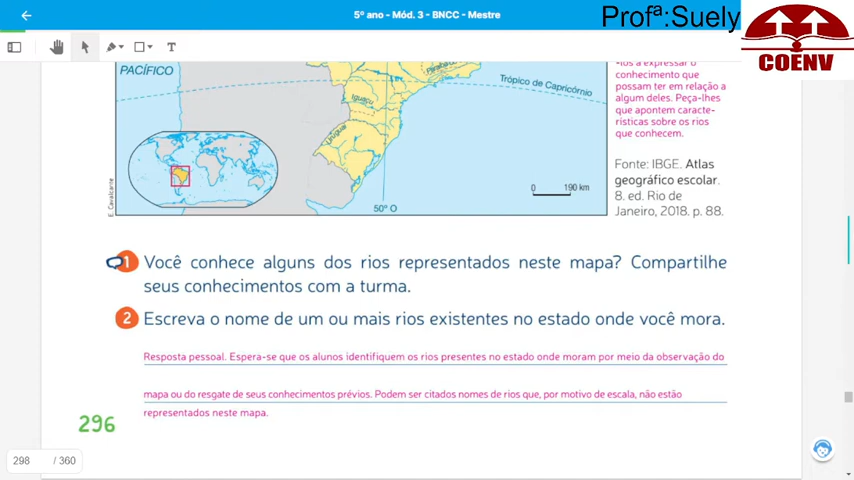 5º ano - Mód. 3 - BNCC - Mestre
Profª:Suely
COENV
T
PACÍFICO
Iguaçu
Uruguai
Trópico de Capricórnio
50° O
0 190 km
E. Cavalcante
-los a expressar o
conhecimento que
possam ter em relação a
algum deles. Peça-lhes
que apontem caracte-
rísticas sobre os rios
que conhecem.
Fonte: IBGE. Atlas
geográfico escolar.
8. ed. Rio de
Janeiro, 2018. p. 88.
1 Você conhece alguns dos rios representados neste mapa? Compartilhe
seus conhecimentos com a turma.
2 Escreva o nome de um ou mais rios existentes no estado onde você mora.
Resposta pessoal. Espera-se que os alunos identifiquem os rios presentes no estado onde moram por meio da observação do
mapa ou do resgate de seus conhecimentos prévios. Podem ser citados nomes de rios que, por motivo de escala, não estão
representados neste mapa.
296
298 / 360